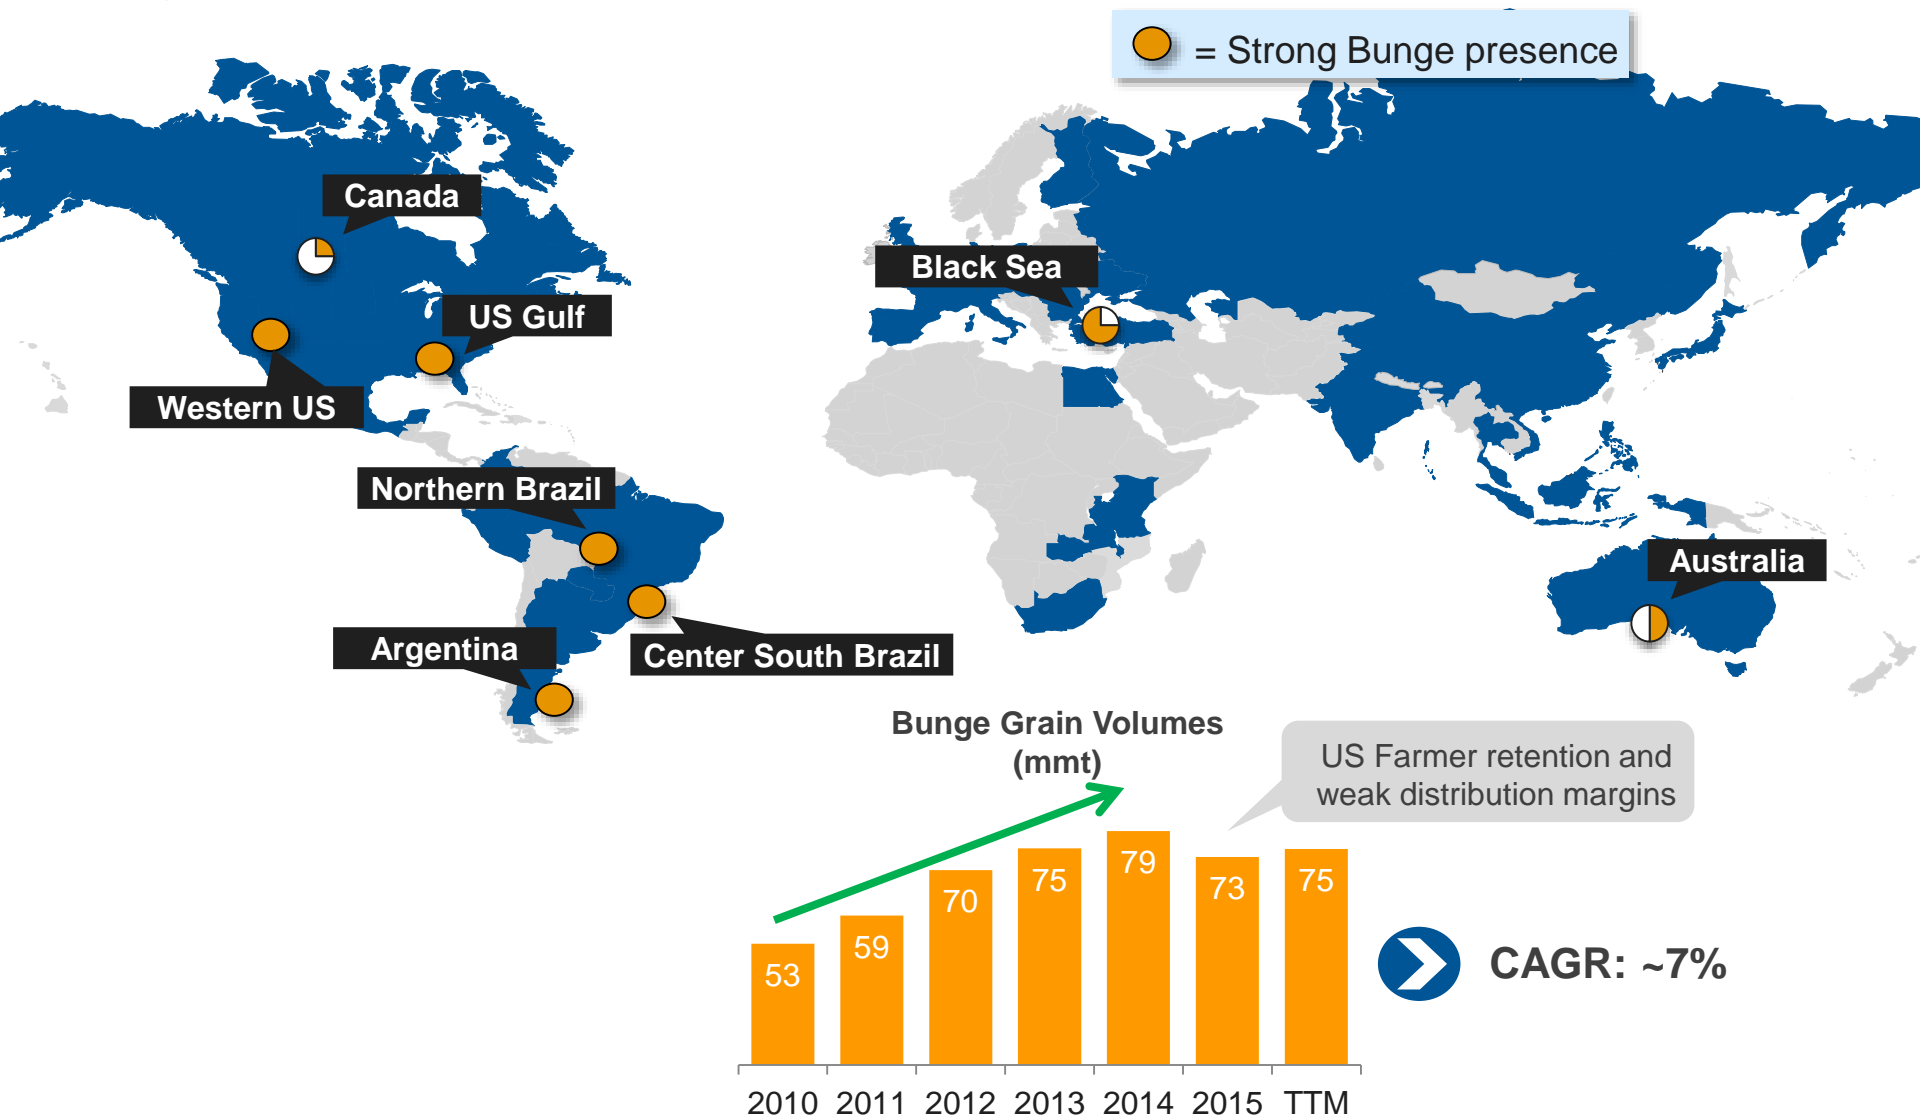 = Strong Bunge presence
Canada
Black Sea
US Gulf
Western US
Northern Brazil
Australia
Argentina
Center South Brazil
Bunge Grain Volumes
(mmt)
US Farmer retention and
weak distribution margins
53
59
70
75
79
73
75
CAGR: ~7%
2010 2011 2012 2013 2014 2015 TTM